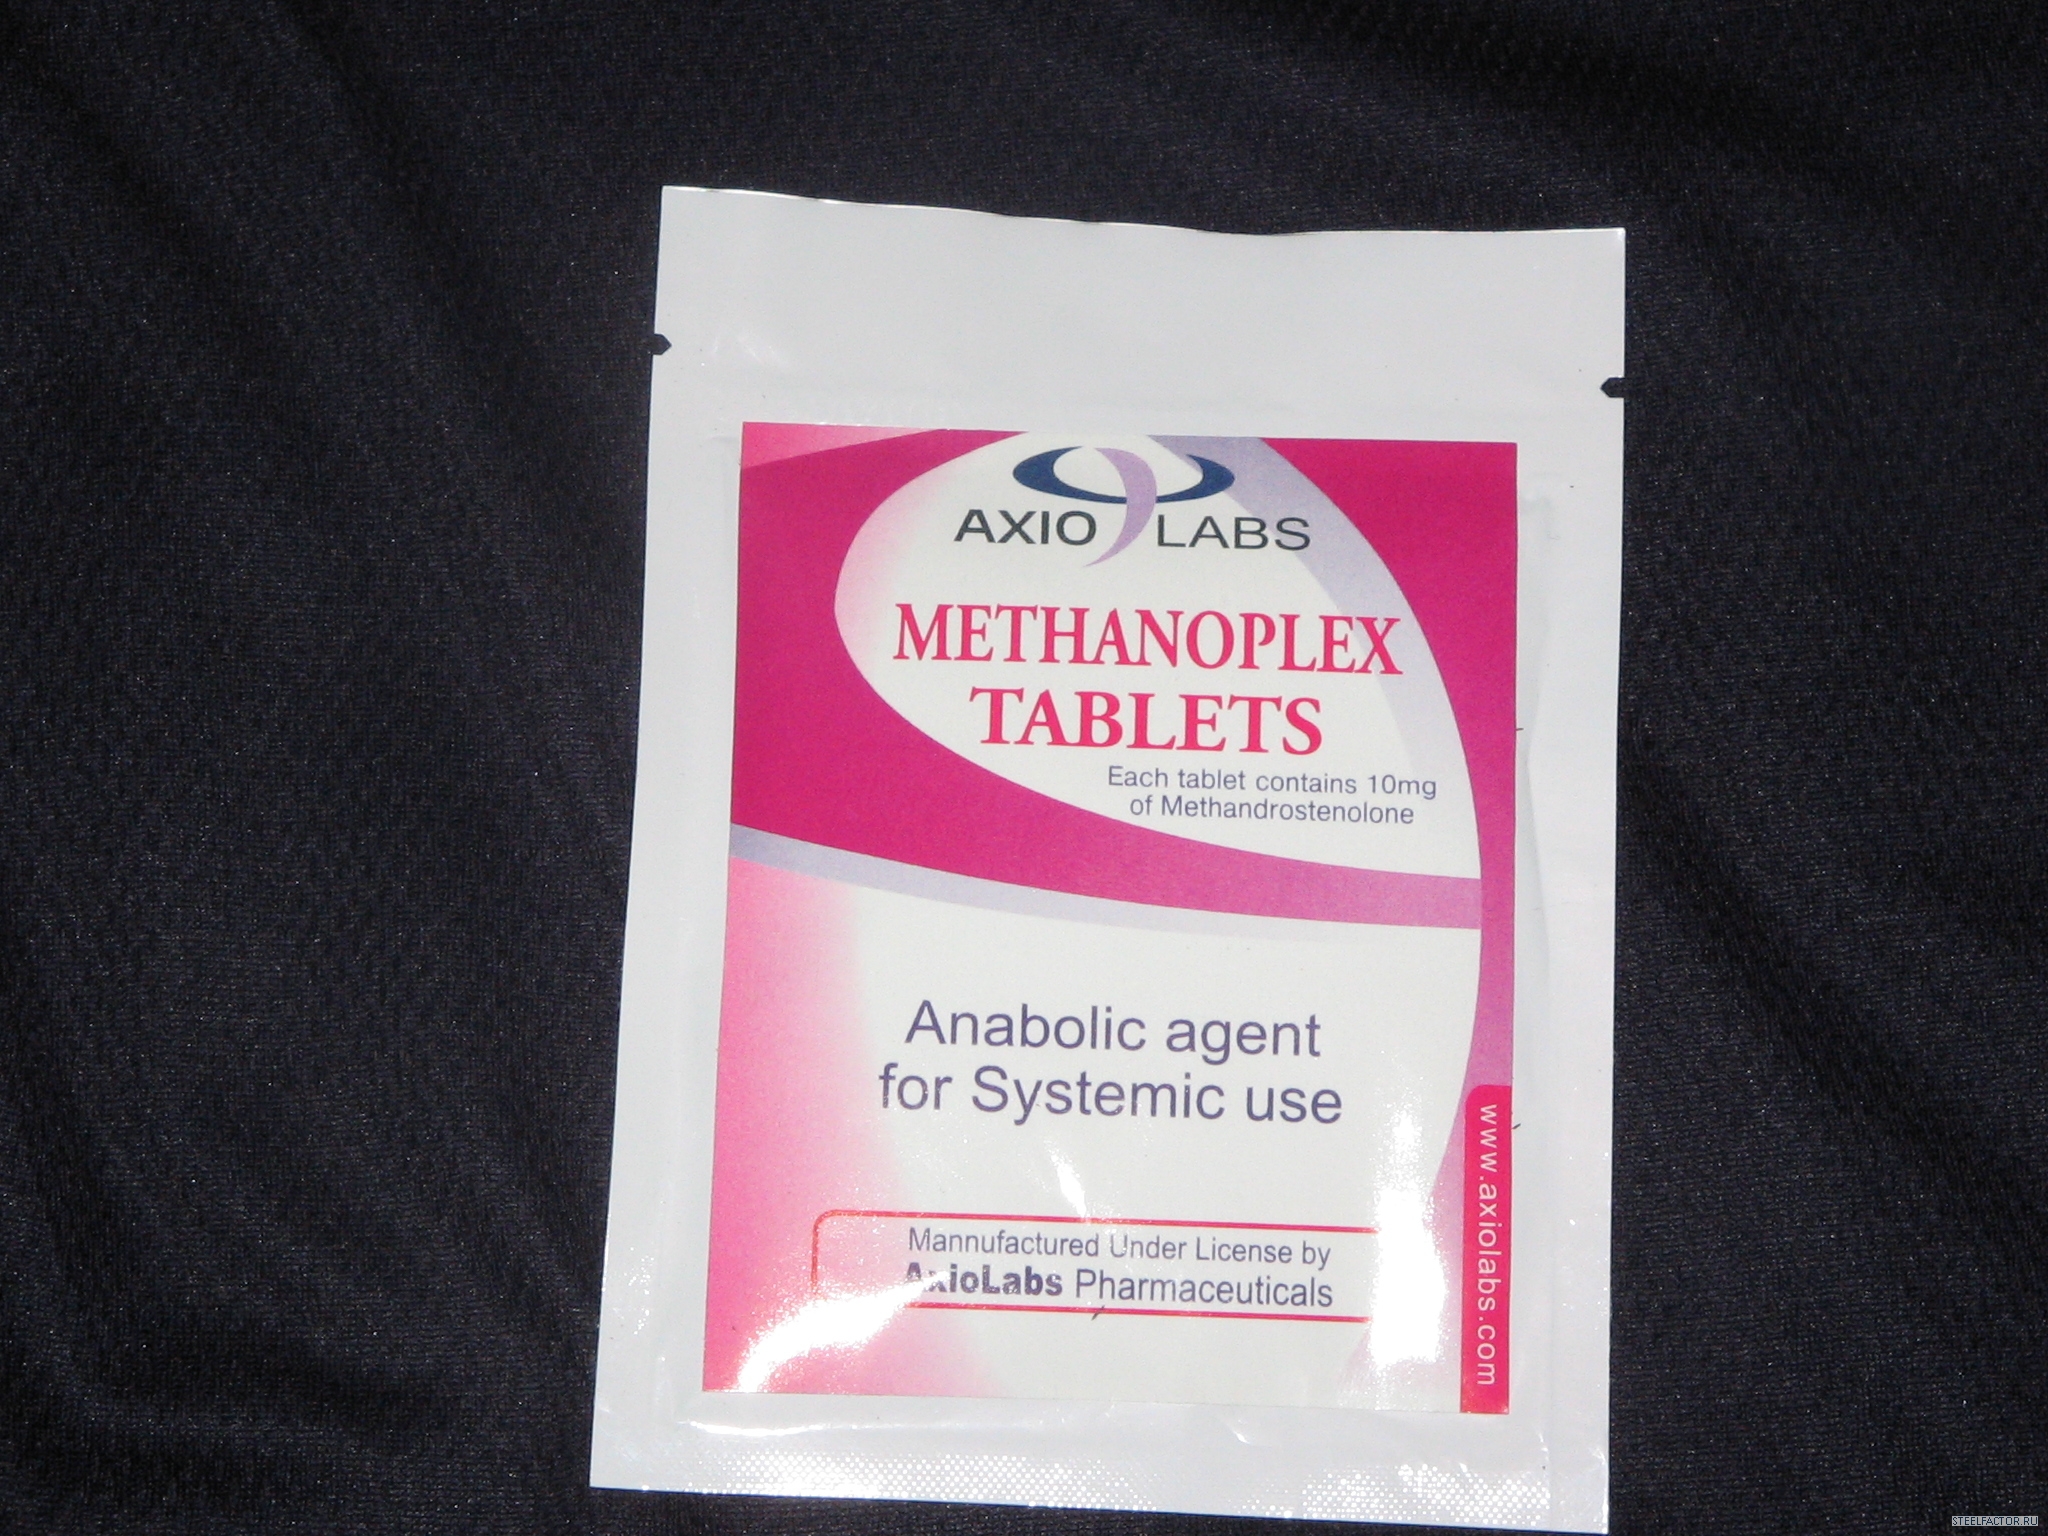 AXIO LABS
METHANOPLEX
TABLETS
Each tablet contains 10mg
of Methandrostenolone
Anabolic agent
for Systemic use
Mannufactured Under License by
AxioLabs Pharmaceuticals
www.axiolabs.com
STEELFACTOR.RU